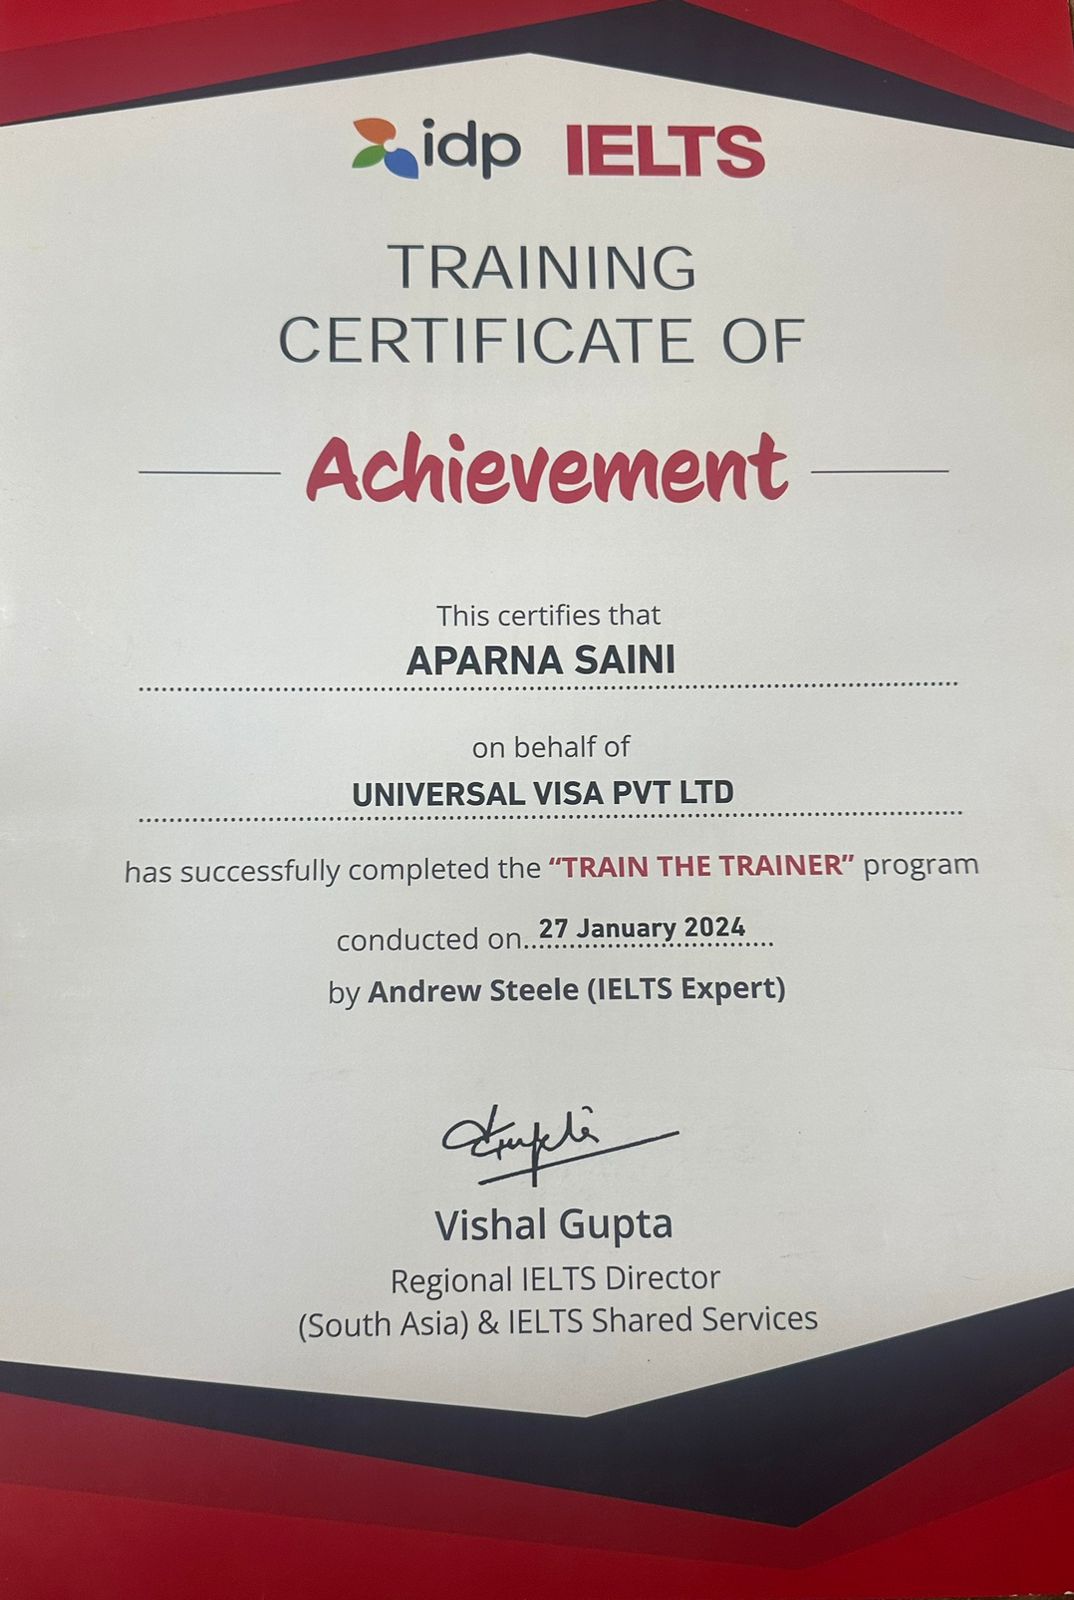 idp IELTS
TRAINING
CERTIFICATE OF
Achievement
This certifies that
APARNA SAINI
on behalf of
UNIVERSAL VISA PVT LTD
has successfully completed the “TRAIN THE TRAINER” program
conducted on 27 January 2024
by Andrew Steele (IELTS Expert)
Vishal Gupta
Regional IELTS Director
(South Asia) & IELTS Shared Services